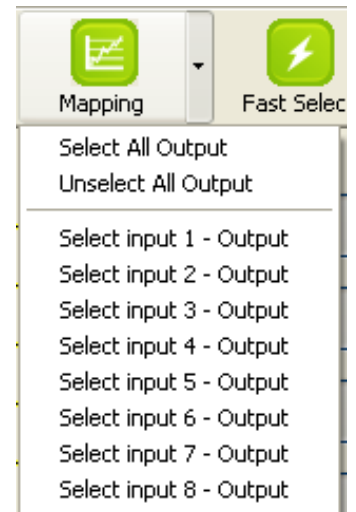 Mapping
Fast Selec
Select All Output
Unselect All Output
Select input 1 - Output
Select input 2 - Output
Select input 3 - Output
Select input 4 - Output
Select input 5 - Output
Select input 6 - Output
Select input 7 - Output
Select input 8 - Output